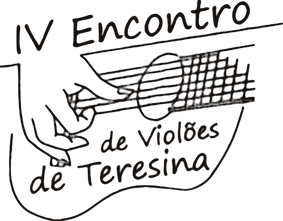 IV Encontro
de Violões
de Teresina